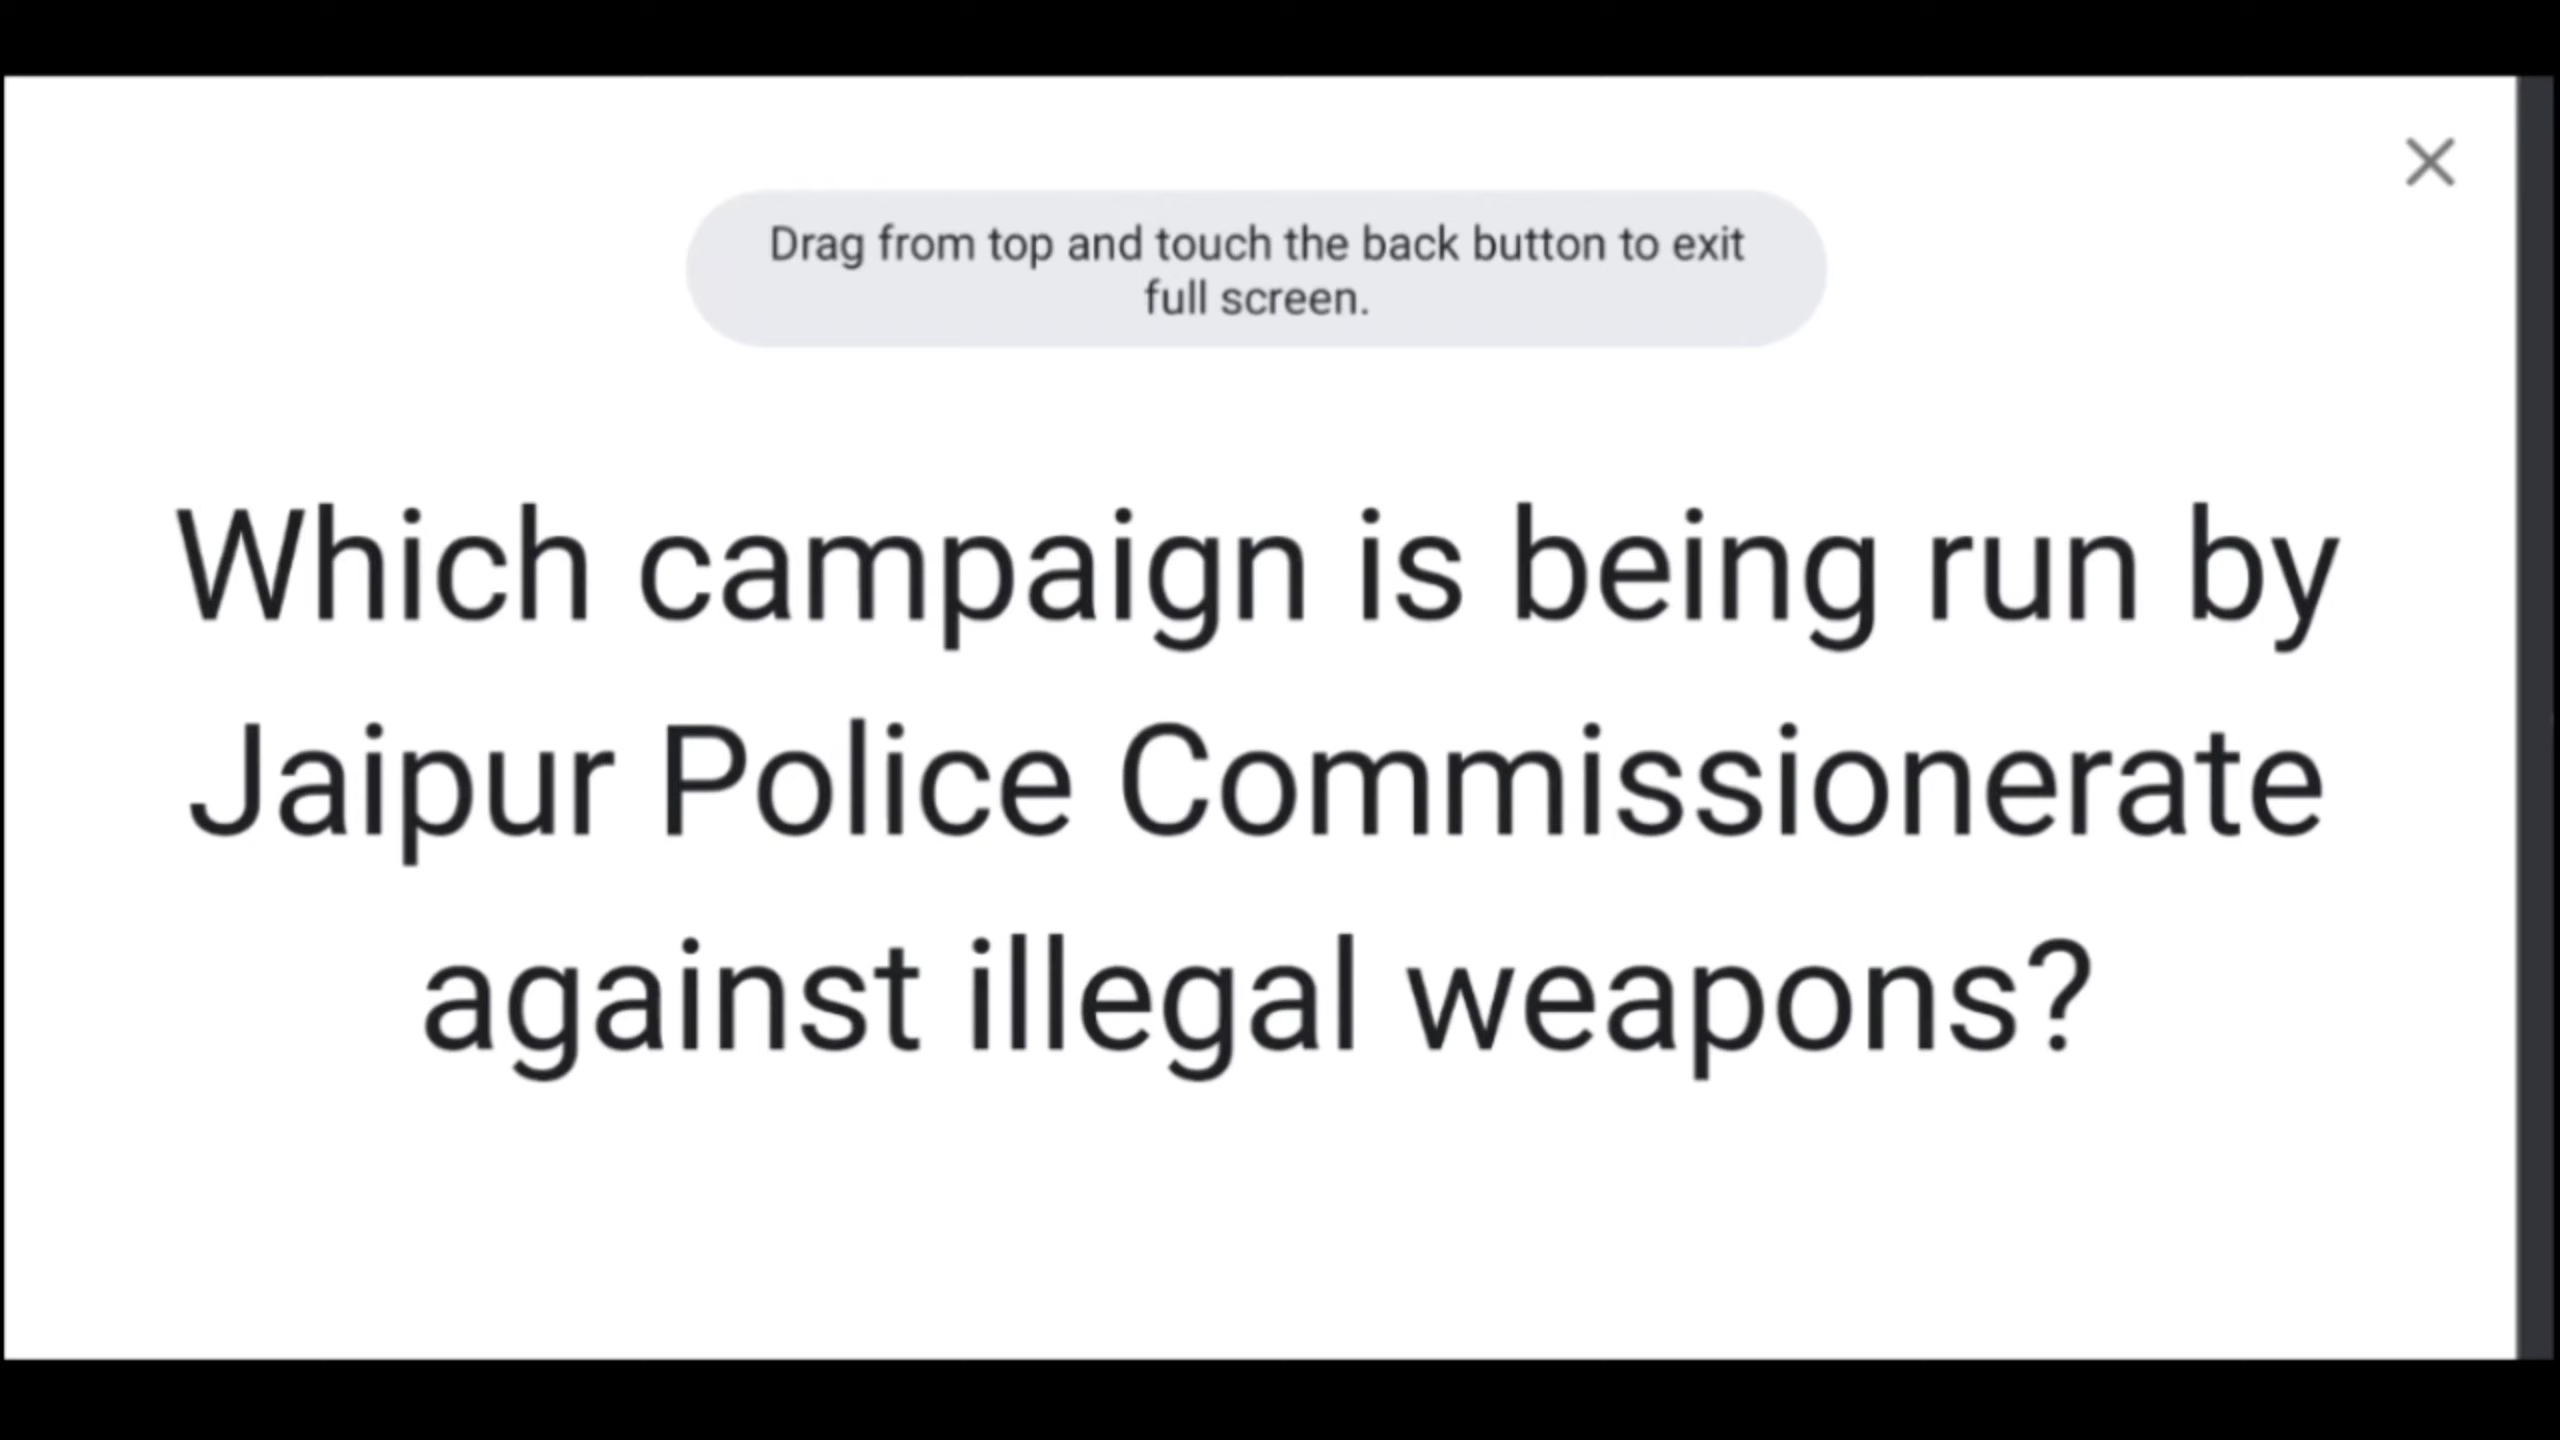 Drag from top and touch the back button to exit
full screen.
Which campaign is being run by
Jaipur Police Commissionerate
against illegal weapons?